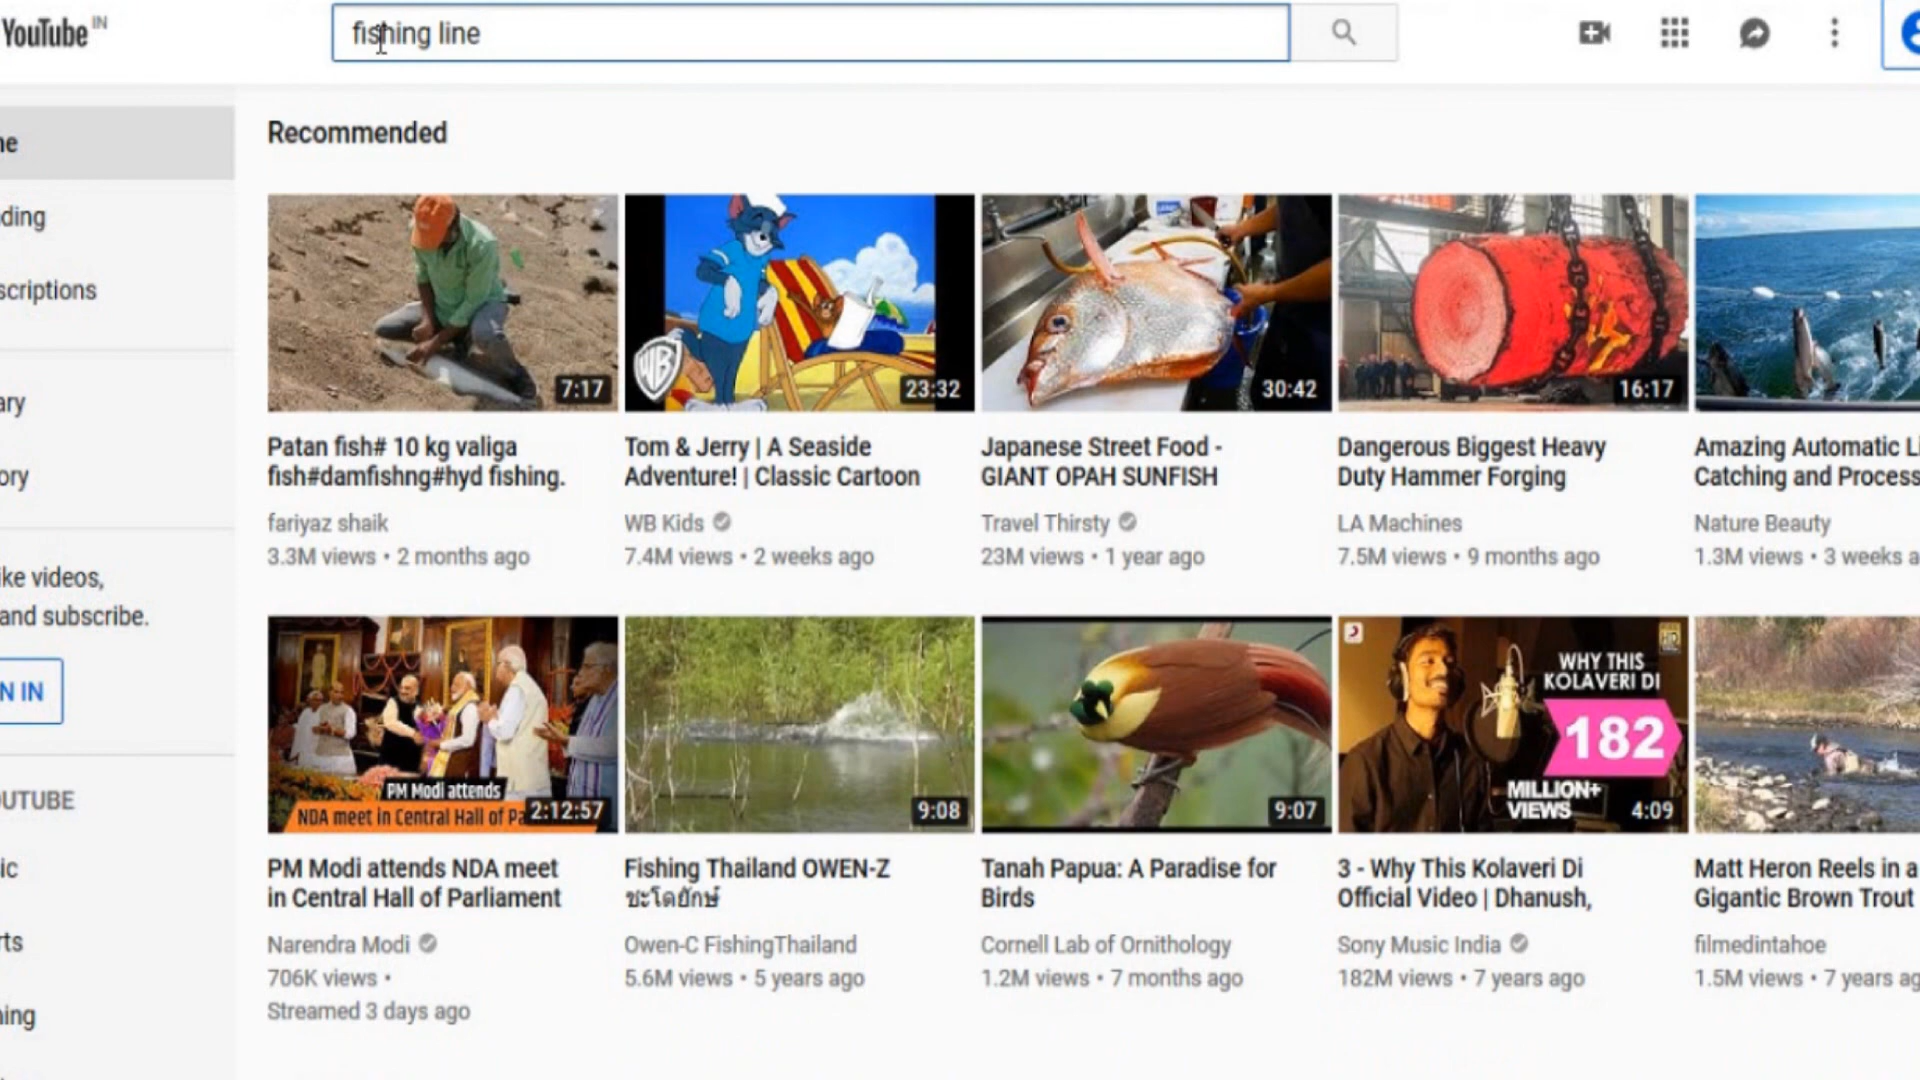 YouTube IN
fishing line
Recommended
ne
ding
scriptions
ary
ory
ike videos,
and subscribe.
N IN
OUTUBE
ic
rts
ning
7:17
23:32
30:42
16:17
Patan fish# 10 kg valiga
fish#damfishng#hyd fishing.
fariyaz shaik
3.3M views • 2 months ago
WB
Tom & Jerry | A Seaside
Adventure! | Classic Cartoon
WB Kids
7.4M views • 2 weeks ago
Japanese Street Food -
GIANT OPAH SUNFISH
Travel Thirsty
23M views • 1 year ago
Dangerous Biggest Heavy
Duty Hammer Forging
LA Machines
7.5M views • 9 months ago
Amazing Automatic Li
Catching and Process
Nature Beauty
1.3M views • 3 weeks a
PM Modi attends
NDA meet in Central Hall of Pa
2:12:57
9:08
9:07
WHY THIS
KOLAVERI DI
182
MILLION+
VIEWS
4:09
PM Modi attends NDA meet
in Central Hall of Parliament
Narendra Modi
706K views •
Streamed 3 days ago
Fishing Thailand OWEN-Z
ชะโดยักษ์
Owen-C FishingThailand
5.6M views • 5 years ago
Tanah Papua: A Paradise for
Birds
Cornell Lab of Ornithology
1.2M views • 7 months ago
3 - Why This Kolaveri Di
Official Video | Dhanush,
Sony Music India
182M views • 7 years ago
Matt Heron Reels in a
Gigantic Brown Trout
filmedintahoe
1.5M views • 7 years ag